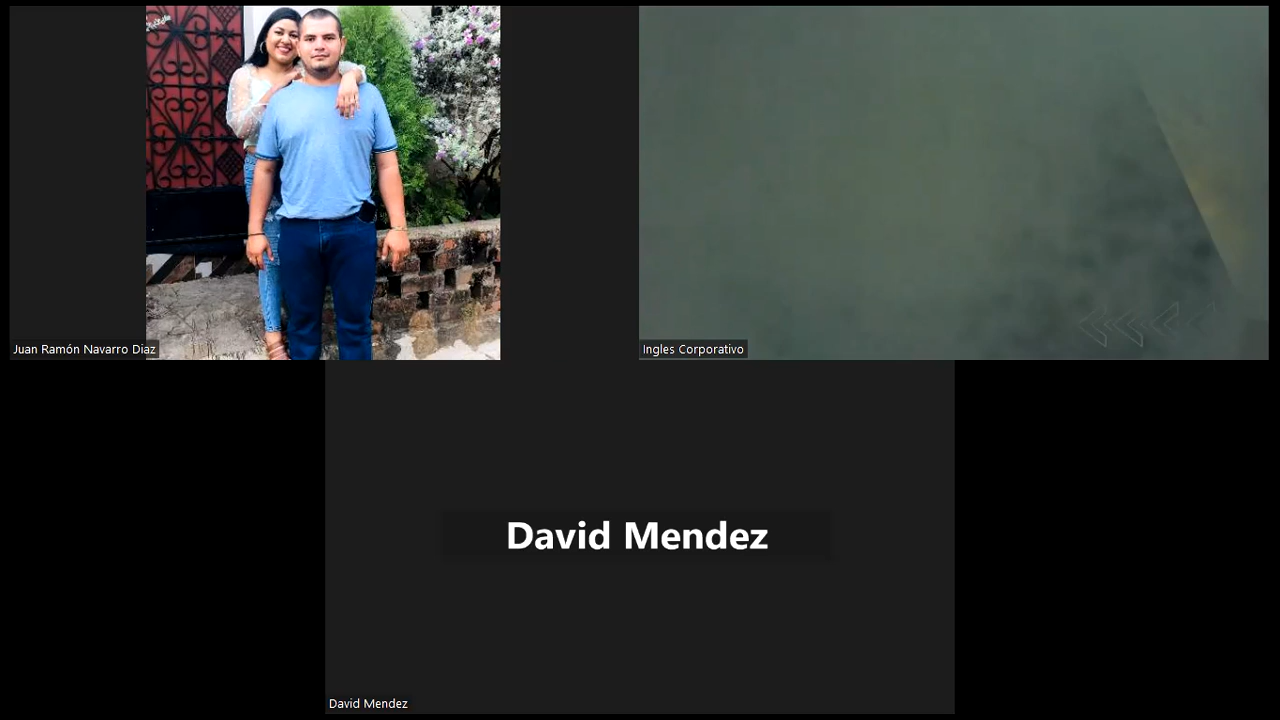 Juan Ramón Navarro Diaz
Ingles Corporativo
David Mendez
David Mendez